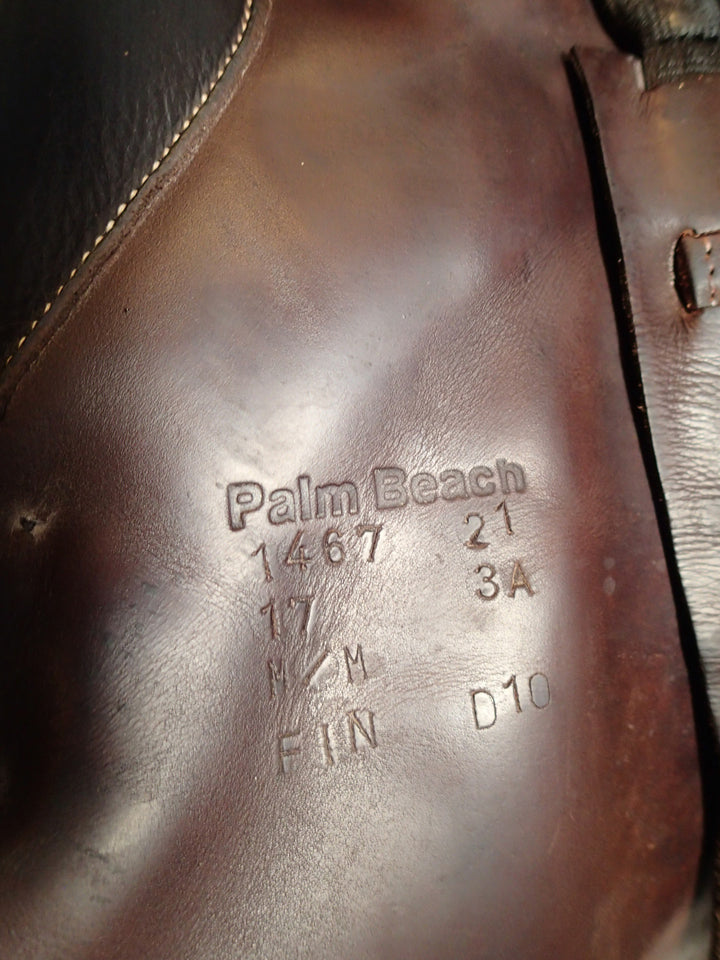 Palm Beach
1467 21
17 3A
M/M
FIN D10